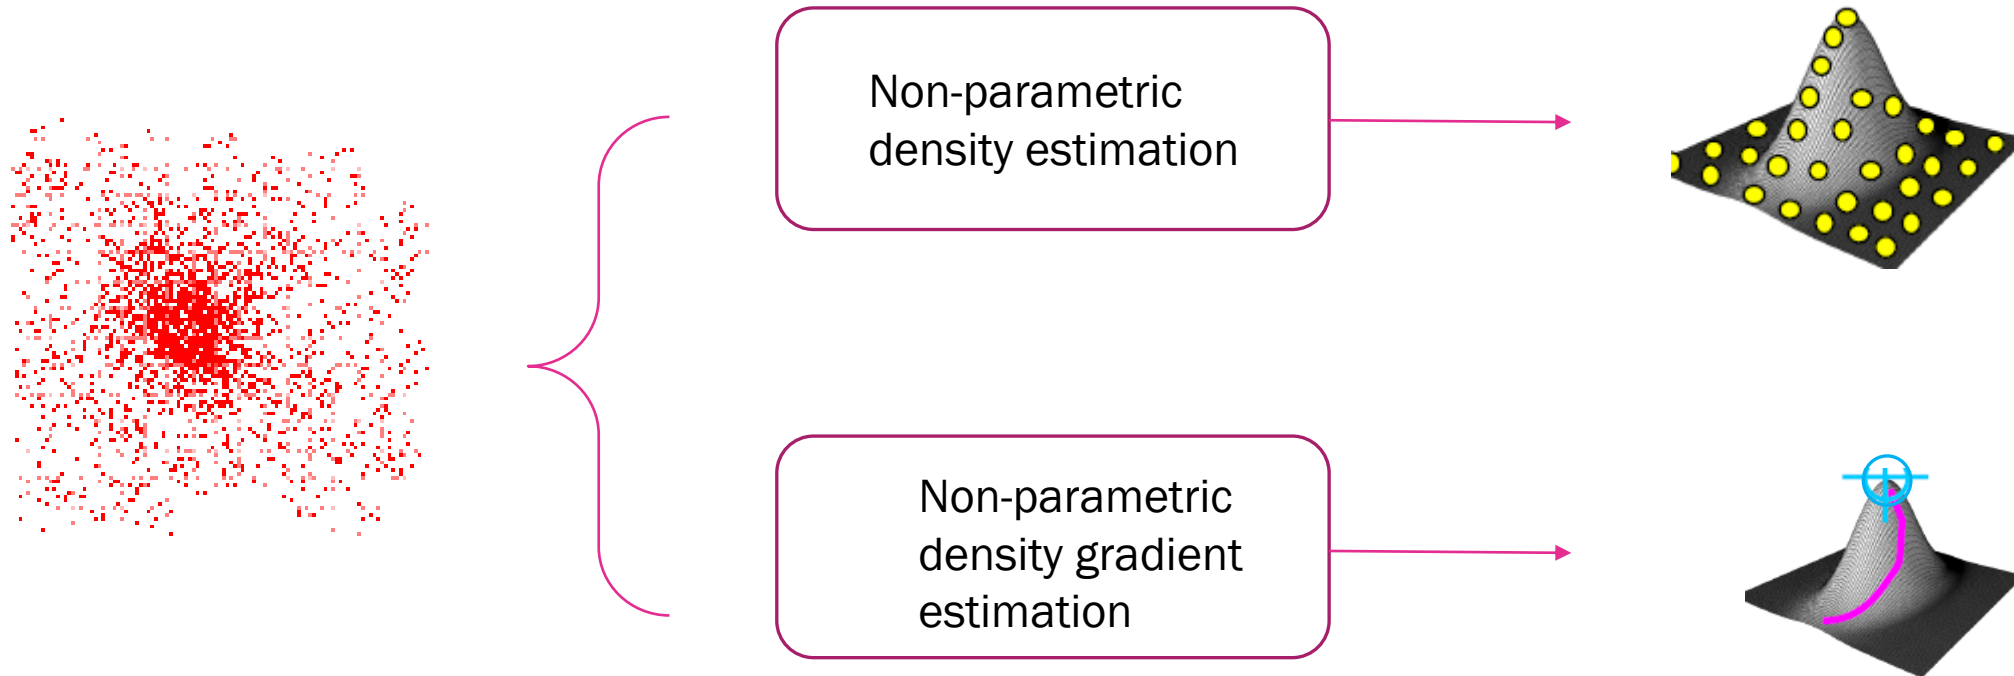 Non-parametric
density estimation
Non-parametric
density gradient
estimation